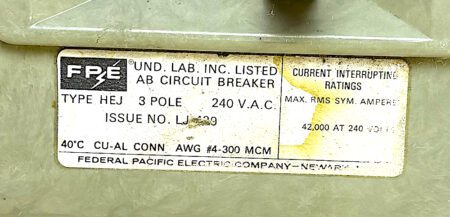 FPE
UND. LAB. INC. LISTED
AB CIRCUIT BREAKER
TYPE HEJ 3 POLE 240 V.A.C.
ISSUE NO.
40°C CU-AL CONN AWG #4-300 MCM
CURRENT INTERRUPTING
RATINGS
MAX. RMS SYM. AMPERES
42,000 AT 240 VOLTS
FEDERAL PACIFIC ELECTRIC COMPANY-NEWARK